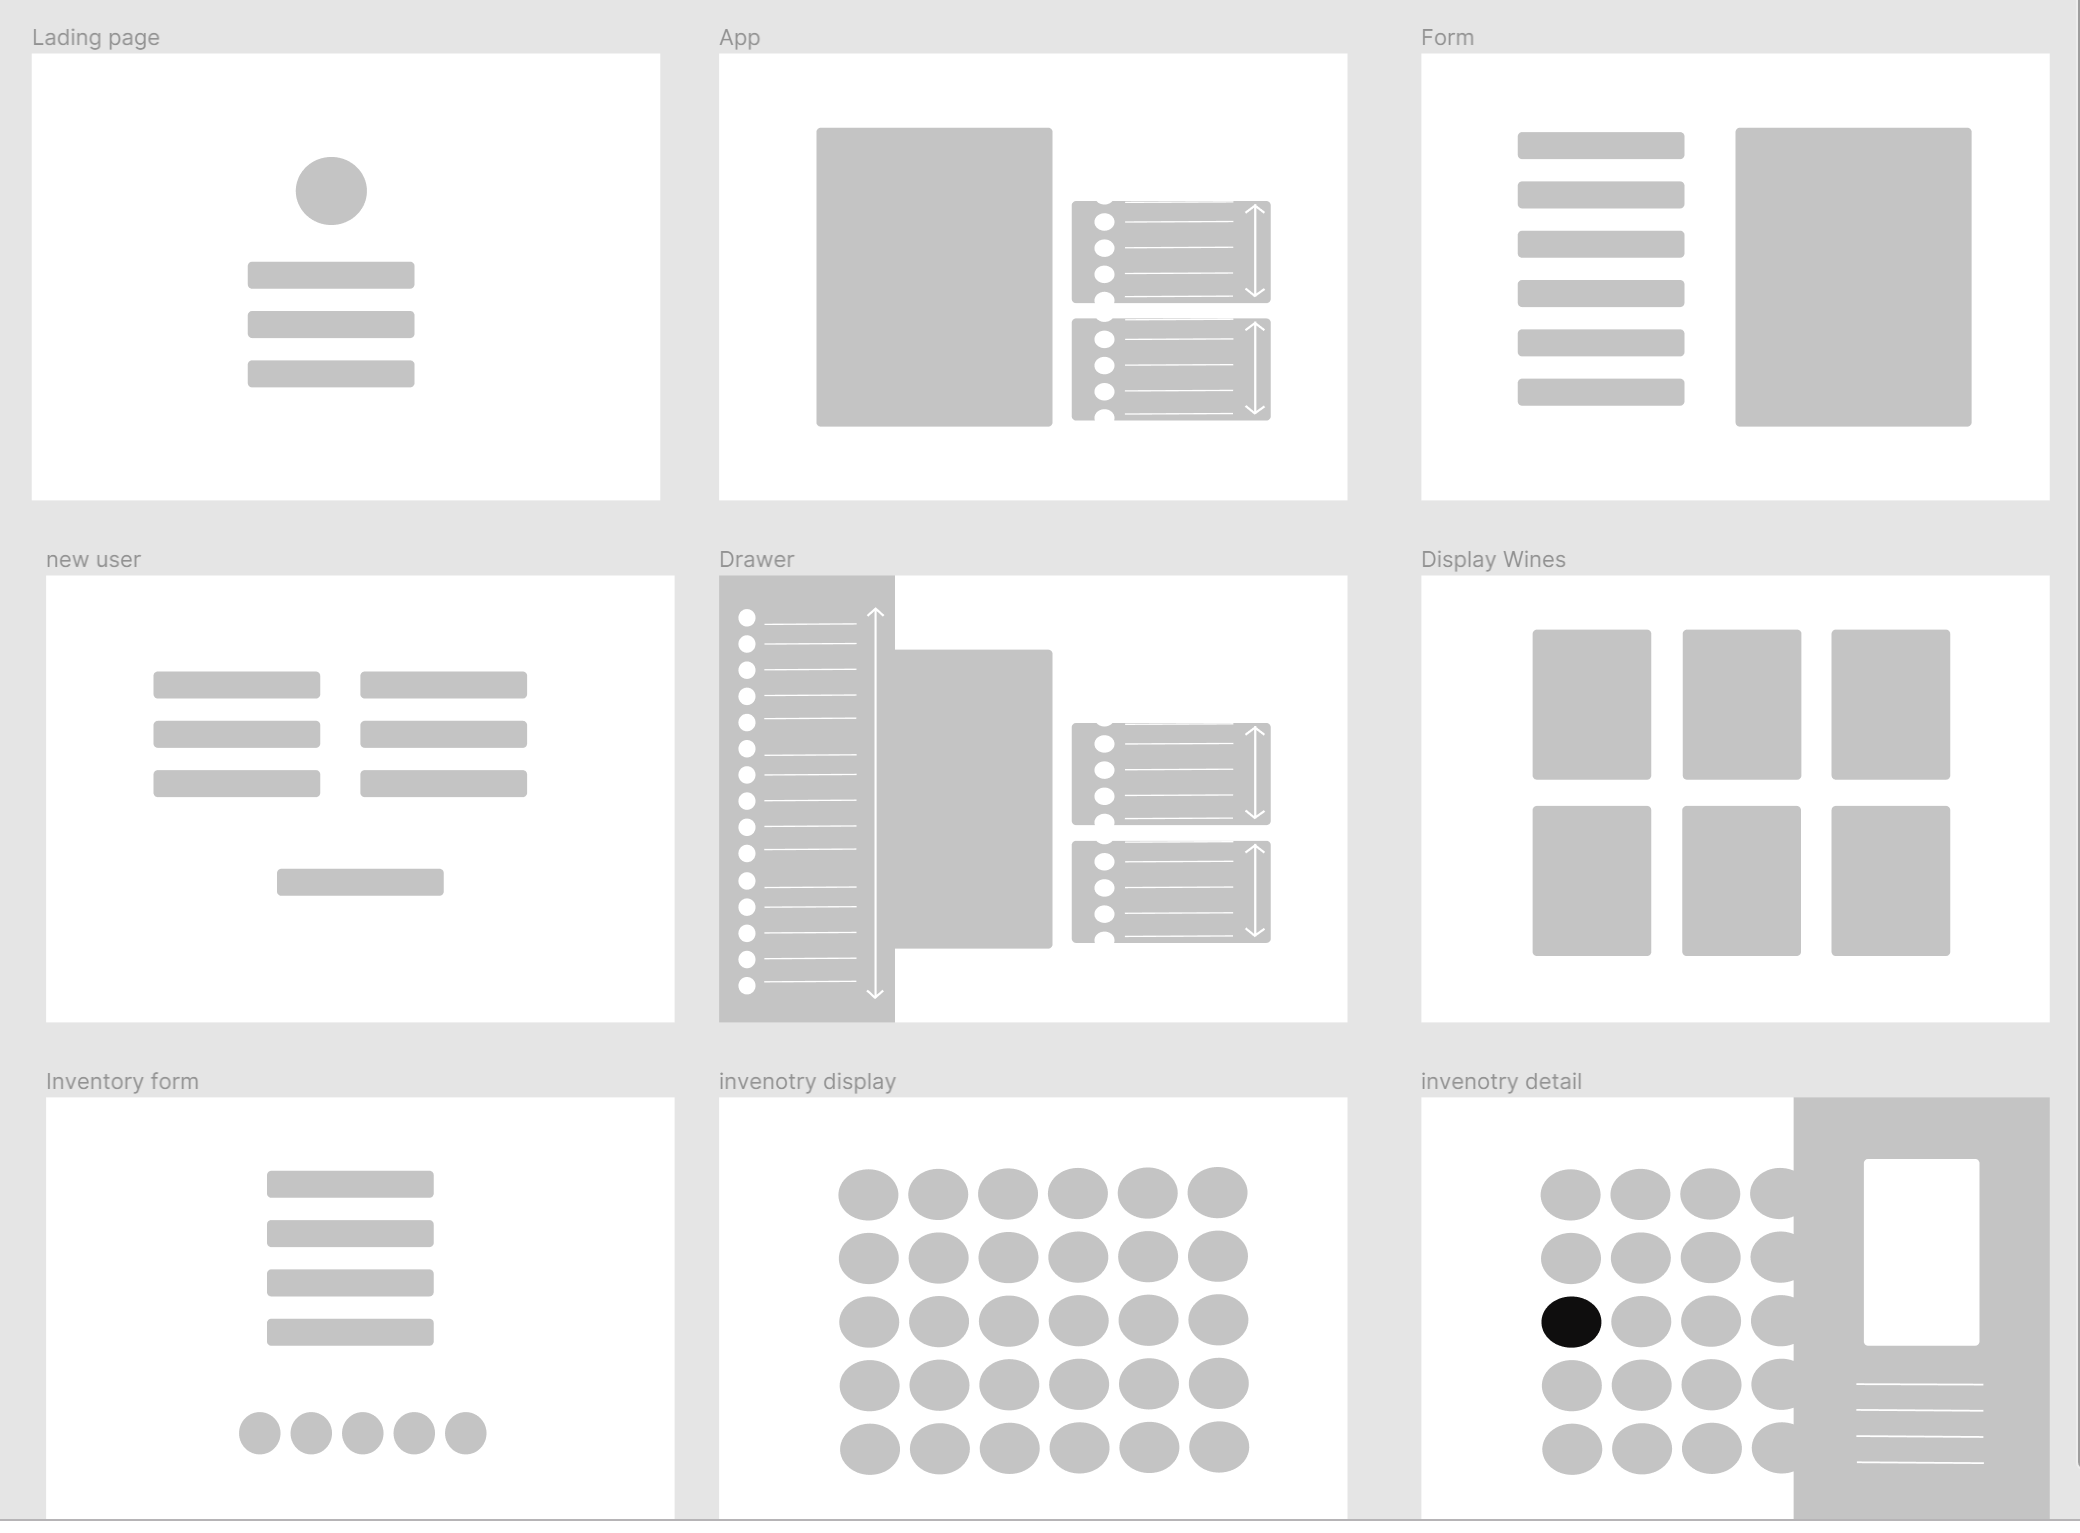 Lading page
App
Form
new user
Drawer
Display Wines
Inventory form
invenotry display
invenotry detail